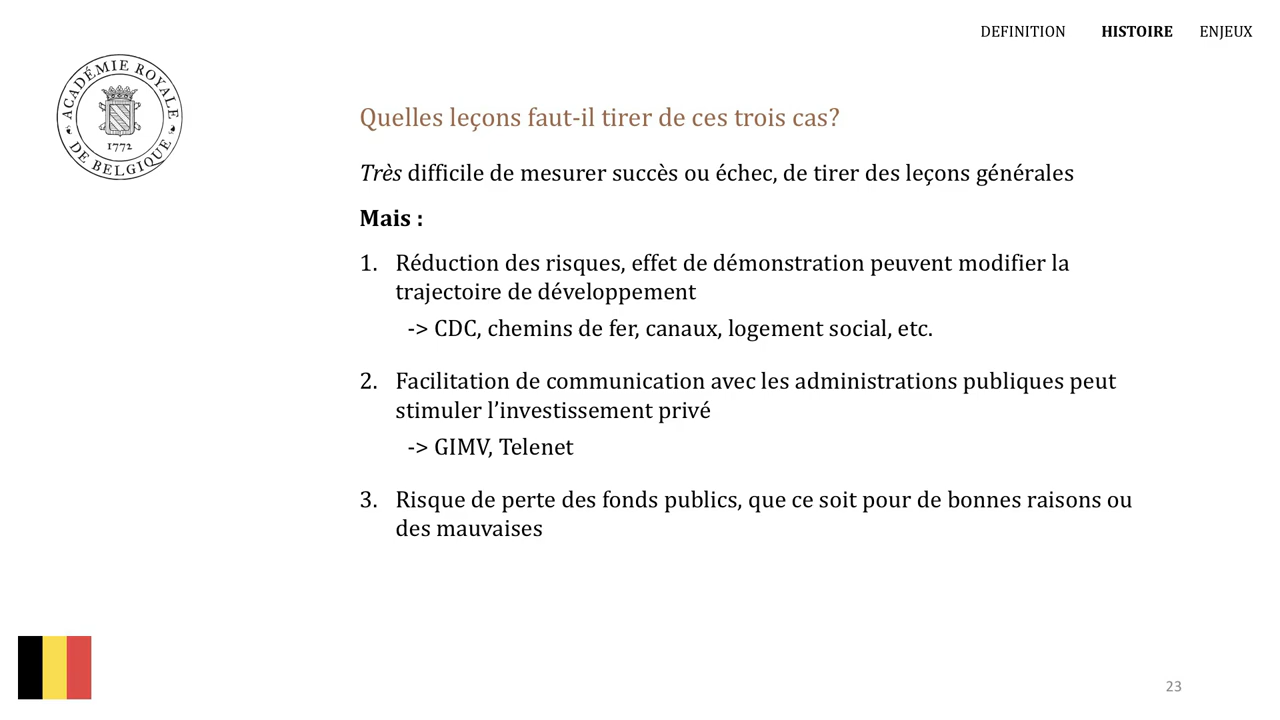 DEFINITION HISTOIRE ENJEUX
ACADÉMIE ROYALE
DE BELGIQUE
1772
Quelles leçons faut-il tirer de ces trois cas?
Très difficile de mesurer succès ou échec, de tirer des leçons générales
Mais :
1. Réduction des risques, effet de démonstration peuvent modifier la
trajectoire de développement
-> CDC, chemins de fer, canaux, logement social, etc.
2. Facilitation de communication avec les administrations publiques peut
stimuler l’investissement privé
-> GIMV, Telenet
3. Risque de perte des fonds publics, que ce soit pour de bonnes raisons ou
des mauvaises
23